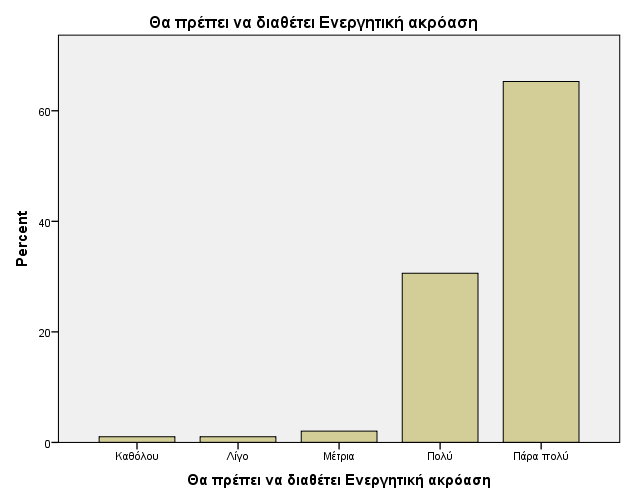 Θα πρέπει να διαθέτει Ενεργητική ακρόαση
Percent
60
40
20
0
Καθόλου Λίγο Μέτρια Πολύ Πάρα πολύ
Θα πρέπει να διαθέτει Ενεργητική ακρόαση